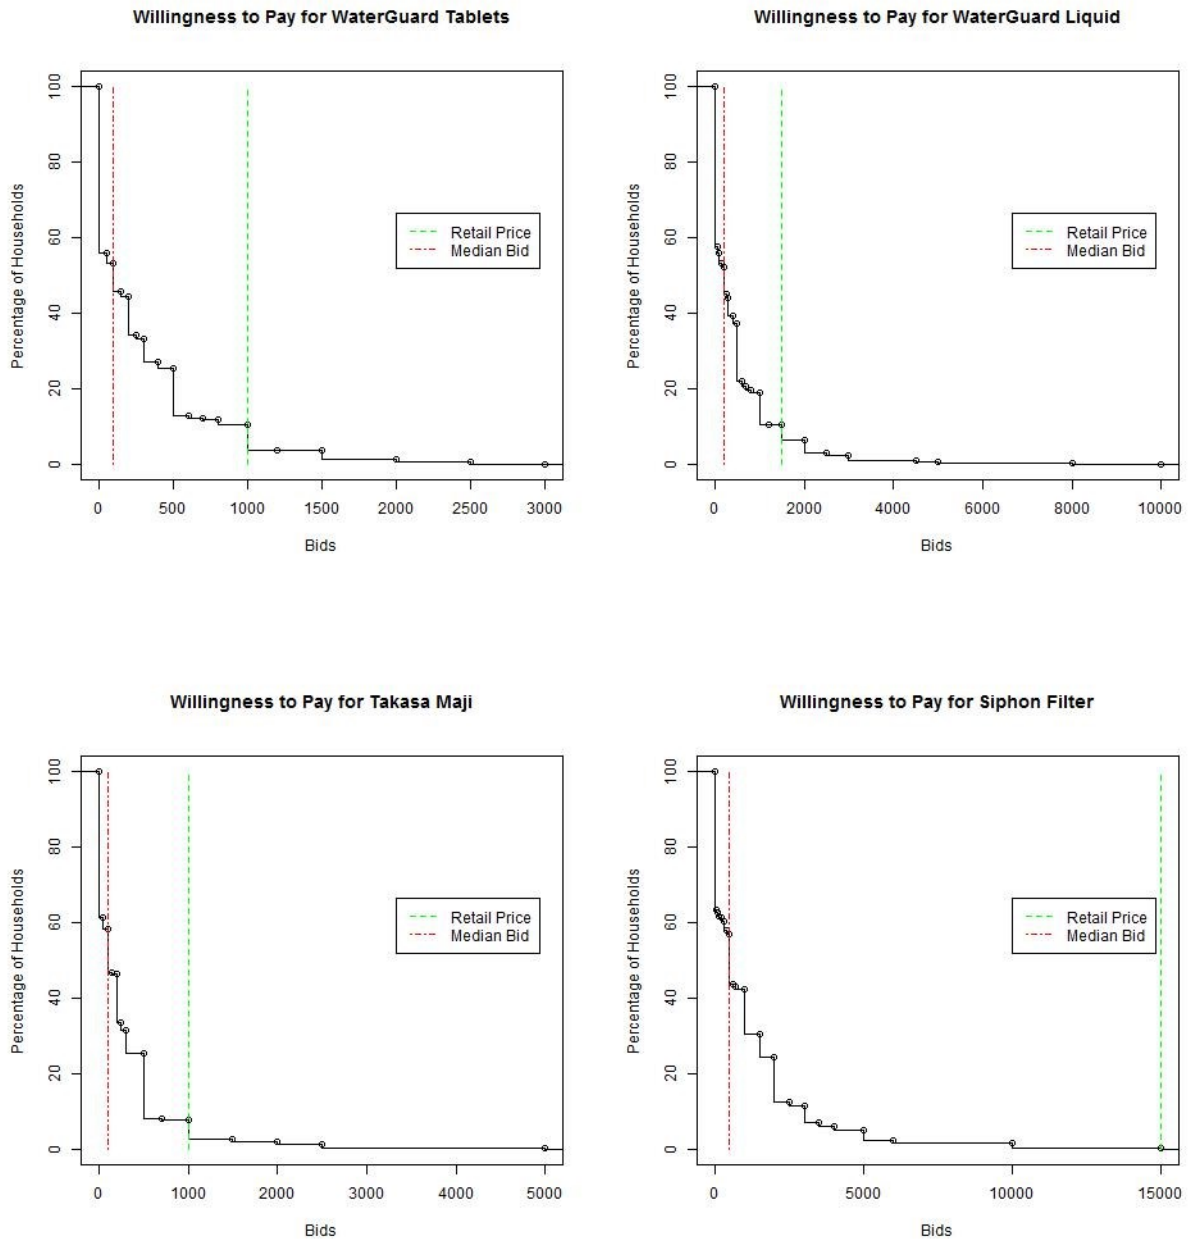 Willingness to Pay for WaterGuard Tablets
Percentage of Households
100
80
60
40
20
0
Retail Price
Median Bid
0 500 1000 1500 2000 2500 3000
Bids
Willingness to Pay for WaterGuard Liquid
Percentage of Households
100
80
60
40
20
0
Retail Price
Median Bid
0 2000 4000 6000 8000 10000
Bids
Willingness to Pay for Takasa Maji
Percentage of Households
100
80
60
40
20
0
Retail Price
Median Bid
0 1000 2000 3000 4000 5000
Bids
Willingness to Pay for Siphon Filter
Percentage of Households
100
80
60
40
20
0
Retail Price
Median Bid
0 5000 10000 15000
Bids